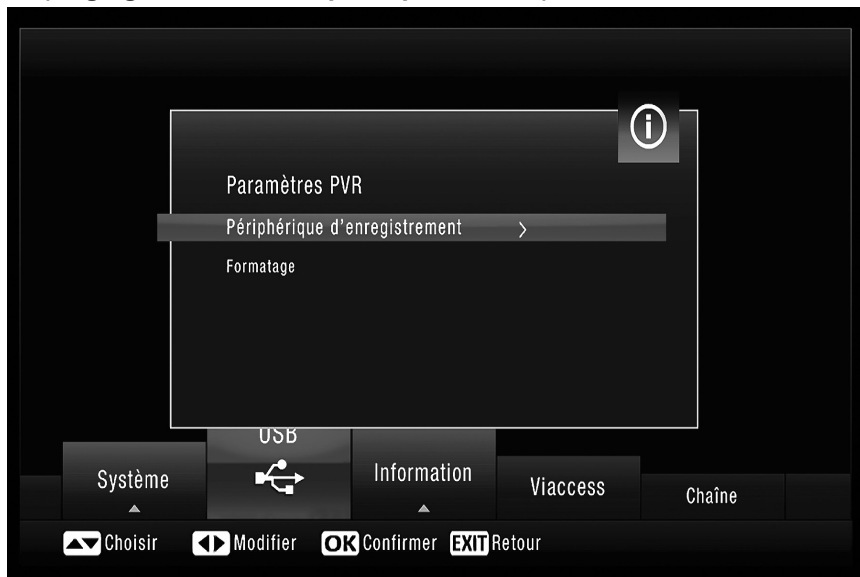 Paramètres PVR
Périphérique d'enregistrement >
Formatage
USB
Système
Information
Viaccess
Chaîne
Choisir Modifier OK Confirmer EXIT Retour